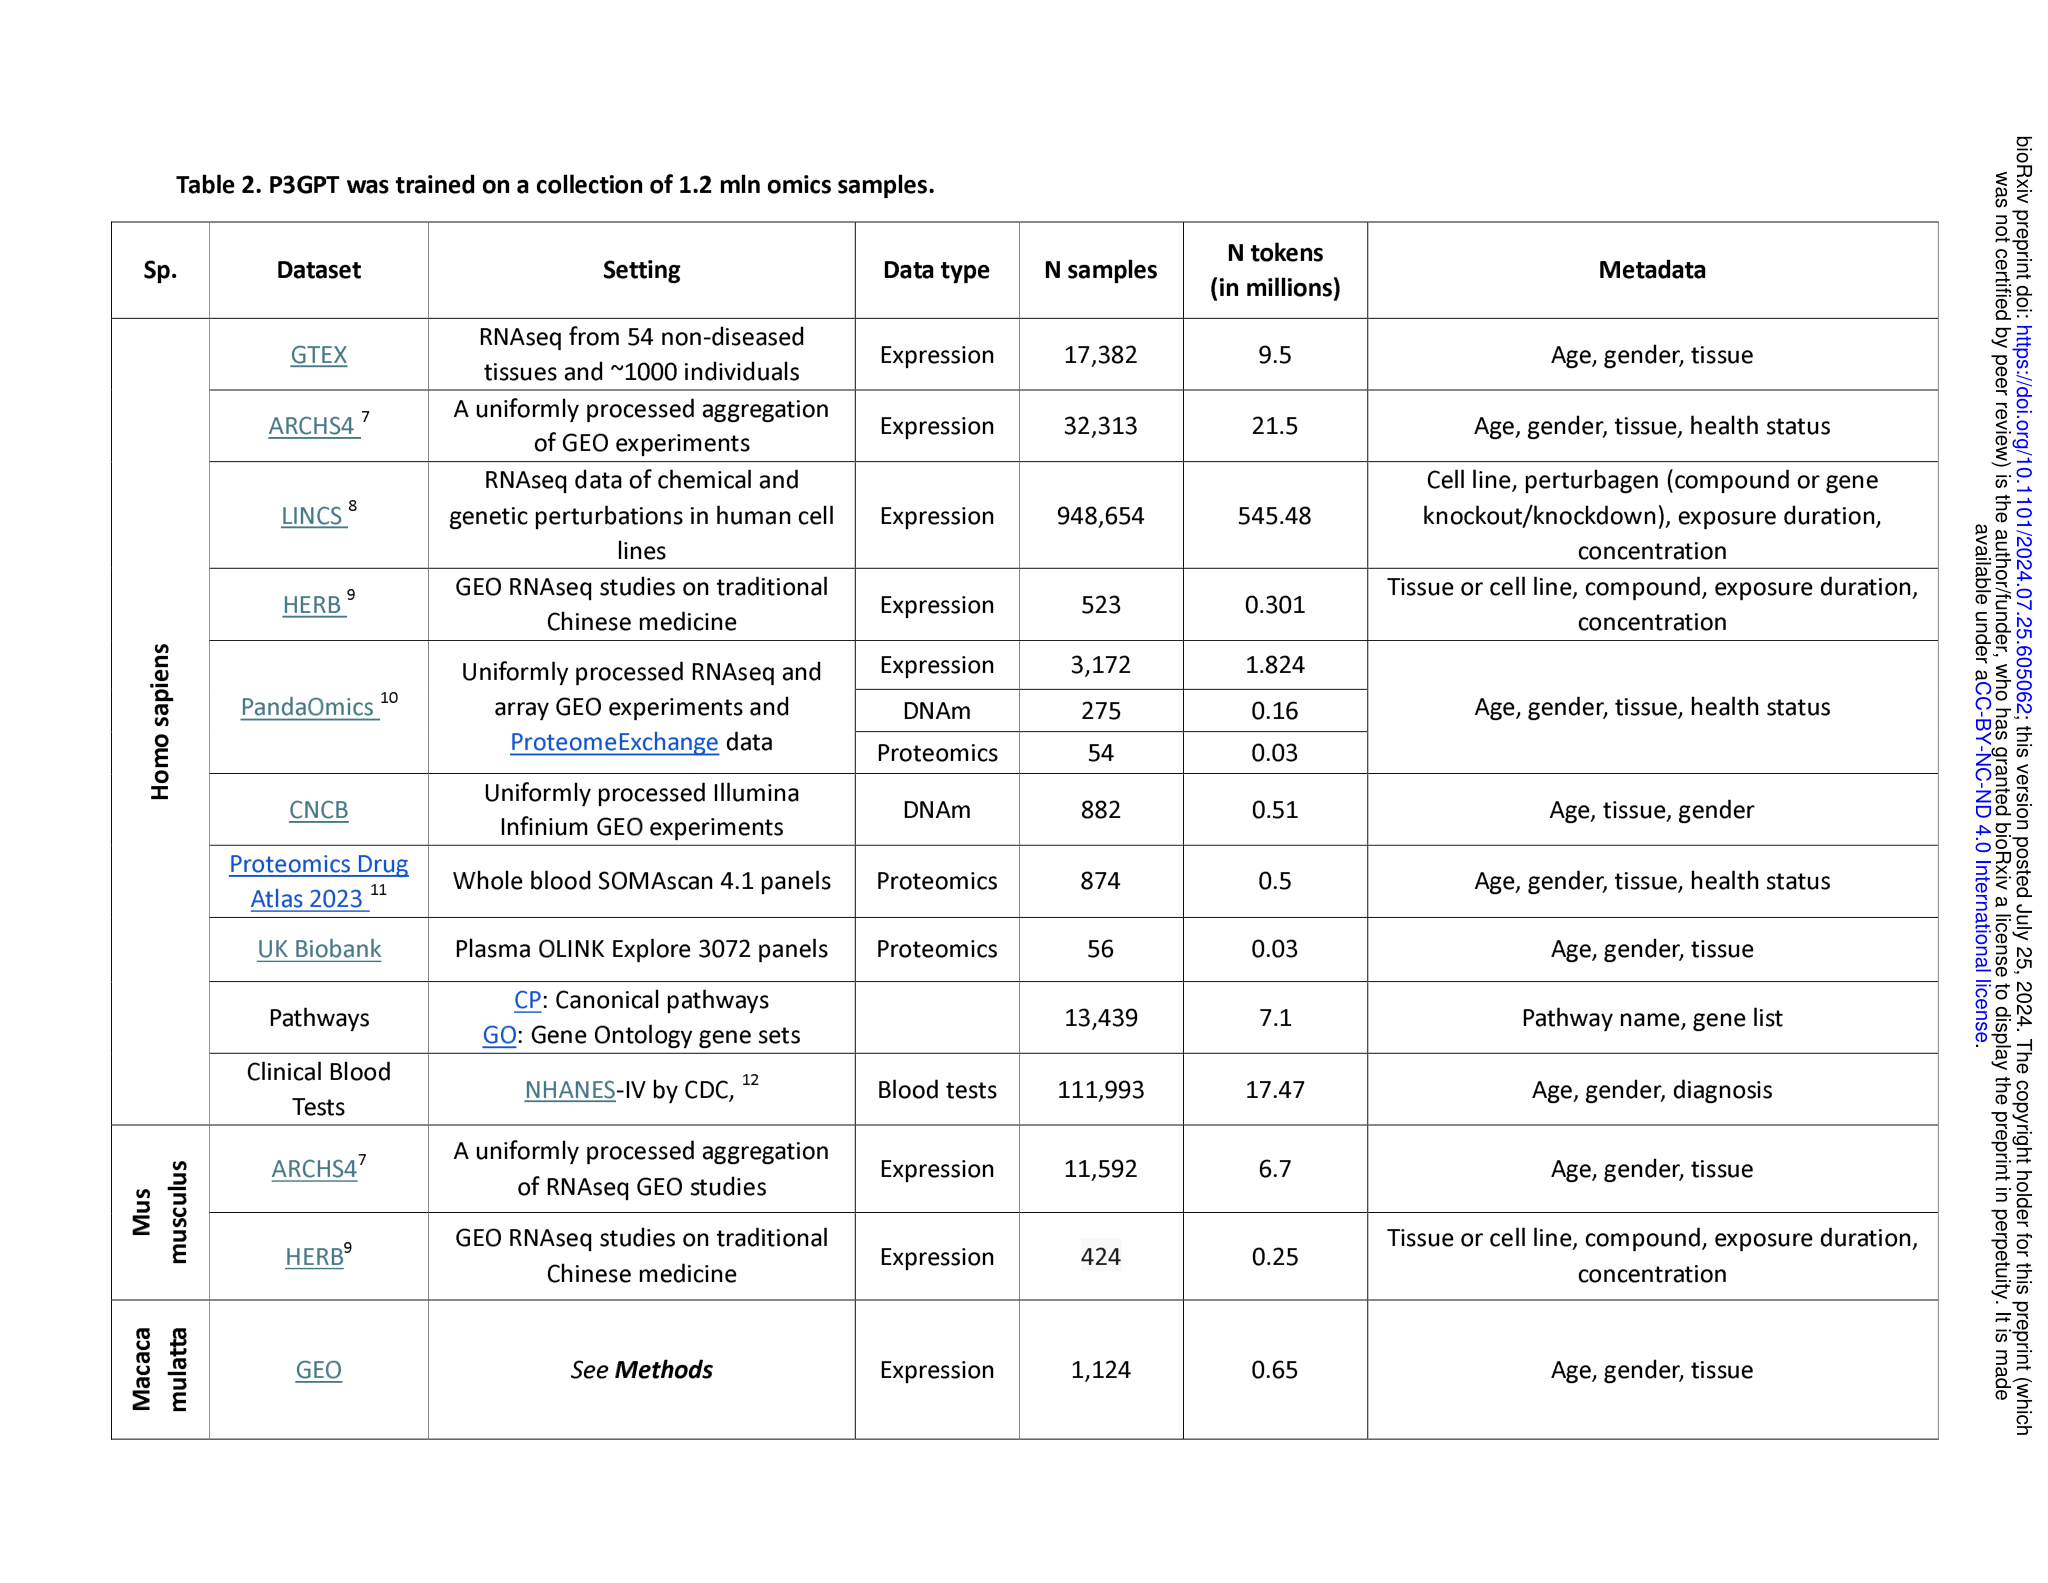 Table 2. P3GPT was trained on a collection of 1.2 mln omics samples.
Sp.
Dataset
Setting
Data type
N samples
N tokens
(in millions)
Metadata
Homo sapiens
GTEX
RNAseq from 54 non-diseased
tissues and ~1000 individuals
Expression
17,382
9.5
Age, gender, tissue
ARCHS4 7
A uniformly processed aggregation
of GEO experiments
Expression
32,313
21.5
Age, gender, tissue, health status
LINCS 8
RNAseq data of chemical and
genetic perturbations in human cell
lines
Expression
948,654
545.48
Cell line, perturbagen (compound or gene
knockout/knockdown), exposure duration,
concentration
HERB 9
GEO RNAseq studies on traditional
Chinese medicine
Expression
523
0.301
Tissue or cell line, compound, exposure duration,
concentration
PandaOmics 10
Uniformly processed RNAseq and
array GEO experiments and
ProteomeExchange data
Expression
3,172
1.824
DNAm
275
0.16
Proteomics
54
0.03
Age, gender, tissue, health status
CNCB
Uniformly processed Illumina
Infinium GEO experiments
DNAm
882
0.51
Age, tissue, gender
Proteomics Drug
Atlas 2023 11
Whole blood SOMAscan 4.1 panels
Proteomics
874
0.5
Age, gender, tissue, health status
UK Biobank
Plasma OLINK Explore 3072 panels
Proteomics
56
0.03
Age, gender, tissue
Pathways
CP: Canonical pathways
GO: Gene Ontology gene sets
13,439
7.1
Pathway name, gene list
Clinical Blood
Tests
NHANES-IV by CDC, 12
Blood tests
111,993
17.47
Age, gender, diagnosis
Mus
musculus
ARCHS4 7
A uniformly processed aggregation
of RNAseq GEO studies
Expression
11,592
6.7
Age, gender, tissue
HERB 9
GEO RNAseq studies on traditional
Chinese medicine
Expression
424
0.25
Tissue or cell line, compound, exposure duration,
concentration
Macaca
mulatta
GEO
See Methods
Expression
1,124
0.65
Age, gender, tissue
bioRxiv preprint doi: https://doi.org/10.1101/2024.07.25.605062; this version posted July 25, 2024. The copyright holder for this preprint (which
was not certified by peer review) is the author/funder, who has granted bioRxiv a license to display the preprint in perpetuity. It is made
available under aCC-BY-NC-ND 4.0 International license.